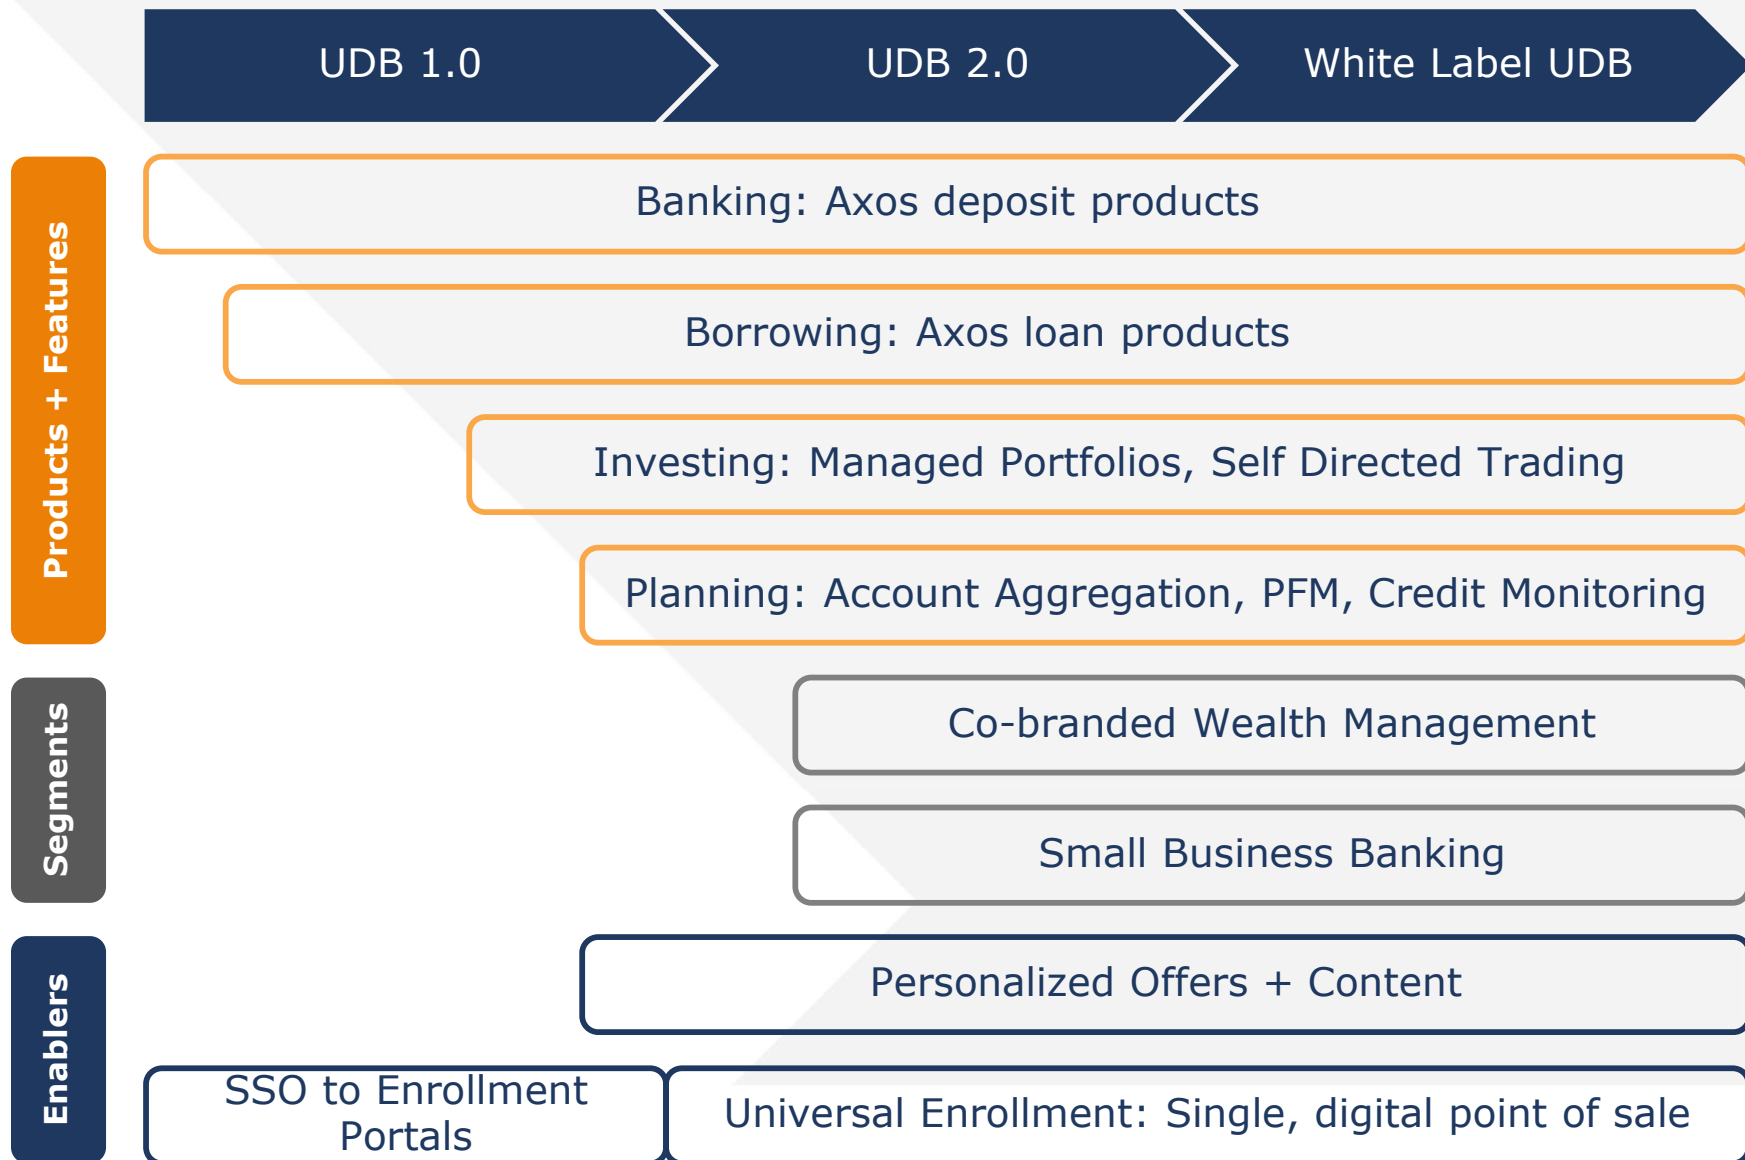 UDB 1.0
UDB 2.0
White Label UDB
Products + Features
Banking: Axos deposit products
Borrowing: Axos loan products
Investing: Managed Portfolios, Self Directed Trading
Planning: Account Aggregation, PFM, Credit Monitoring
Segments
Co-branded Wealth Management
Small Business Banking
Enablers
Personalized Offers + Content
SSO to Enrollment
Portals
Universal Enrollment: Single, digital point of sale